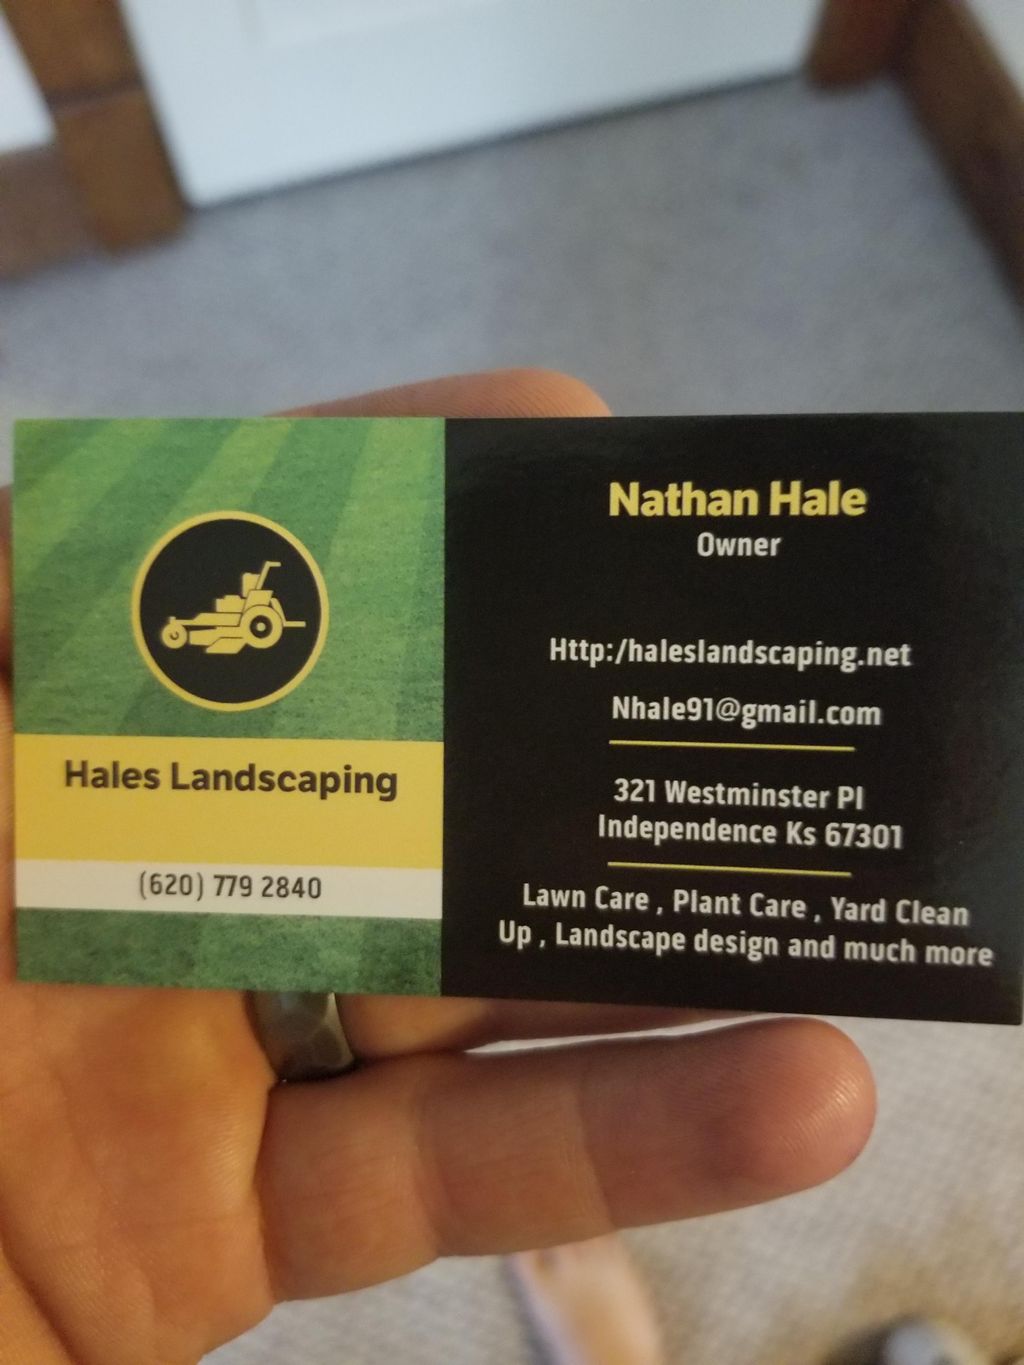 Hales Landscaping
(620) 779 2840
Nathan Hale
Owner
Http:/haleslandscaping.net
Nhale91@gmail.com
321 Westminster Pl
Independence Ks 67301
Lawn Care , Plant Care , Yard Clean
Up , Landscape design and much more